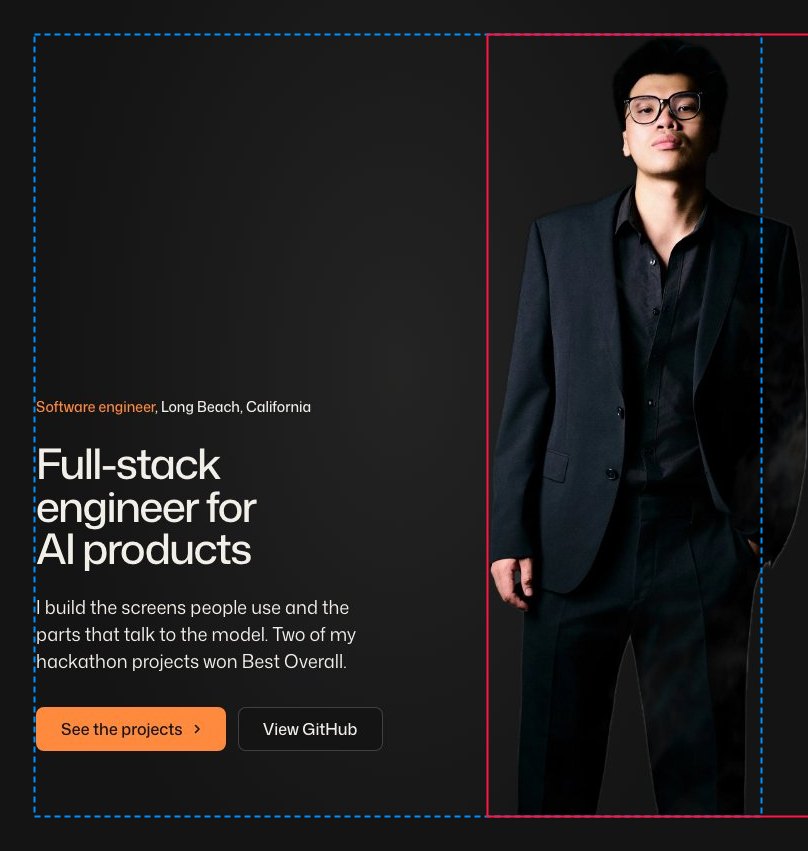 Software engineer, Long Beach, California
Full-stack
engineer for
AI products
I build the screens people use and the
parts that talk to the model. Two of my
hackathon projects won Best Overall.
See the projects
View GitHub